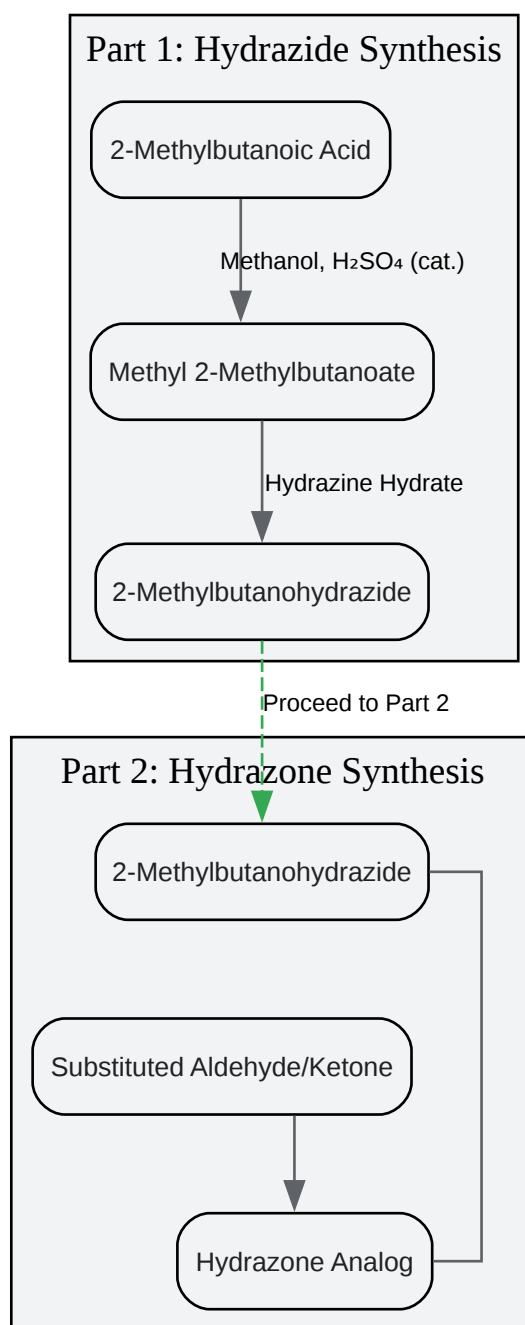 Part 1: Hydrazide Synthesis
2-Methylbutanoic Acid
Methanol, H₂SO₄ (cat.)
Methyl 2-Methylbutanoate
Hydrazine Hydrate
2-Methylbutanohydrazide
Proceed to Part 2
Part 2: Hydrazone Synthesis
2-Methylbutanohydrazide
Substituted Aldehyde/Ketone
Hydrazone Analog